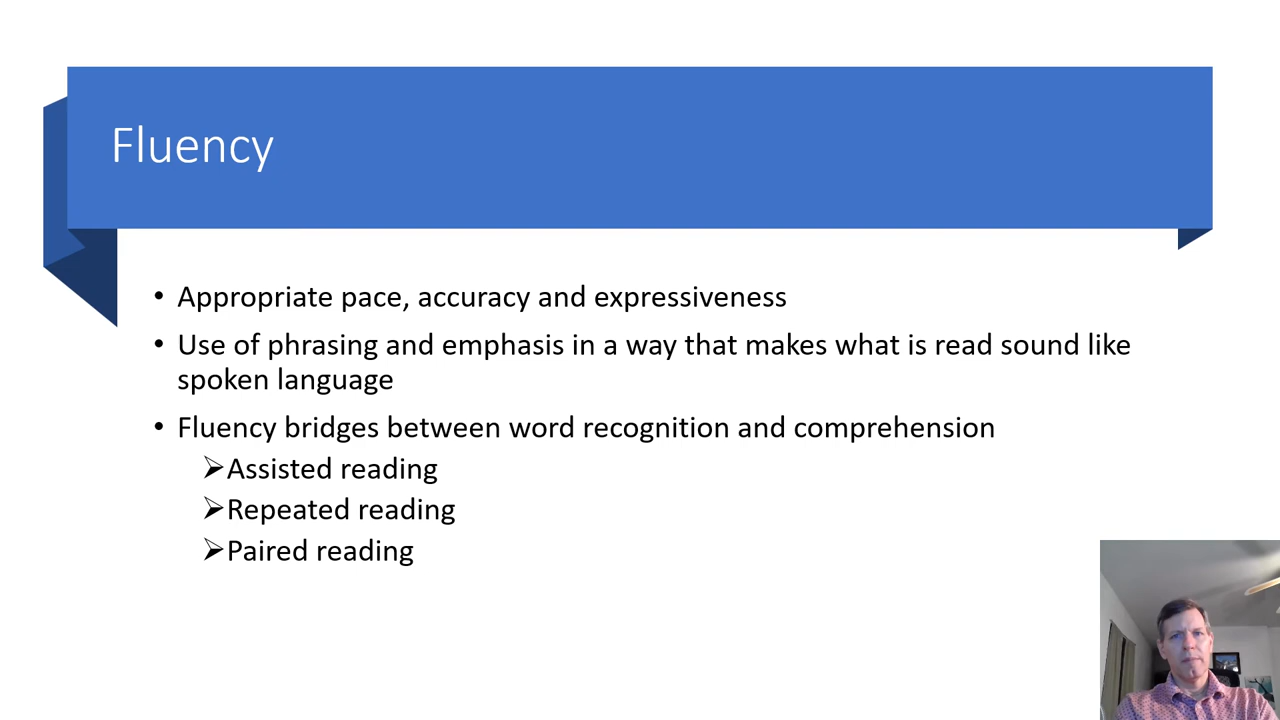 Fluency
• Appropriate pace, accuracy and expressiveness
• Use of phrasing and emphasis in a way that makes what is read sound like
spoken language
• Fluency bridges between word recognition and comprehension
➢Assisted reading
➢Repeated reading
➢Paired reading